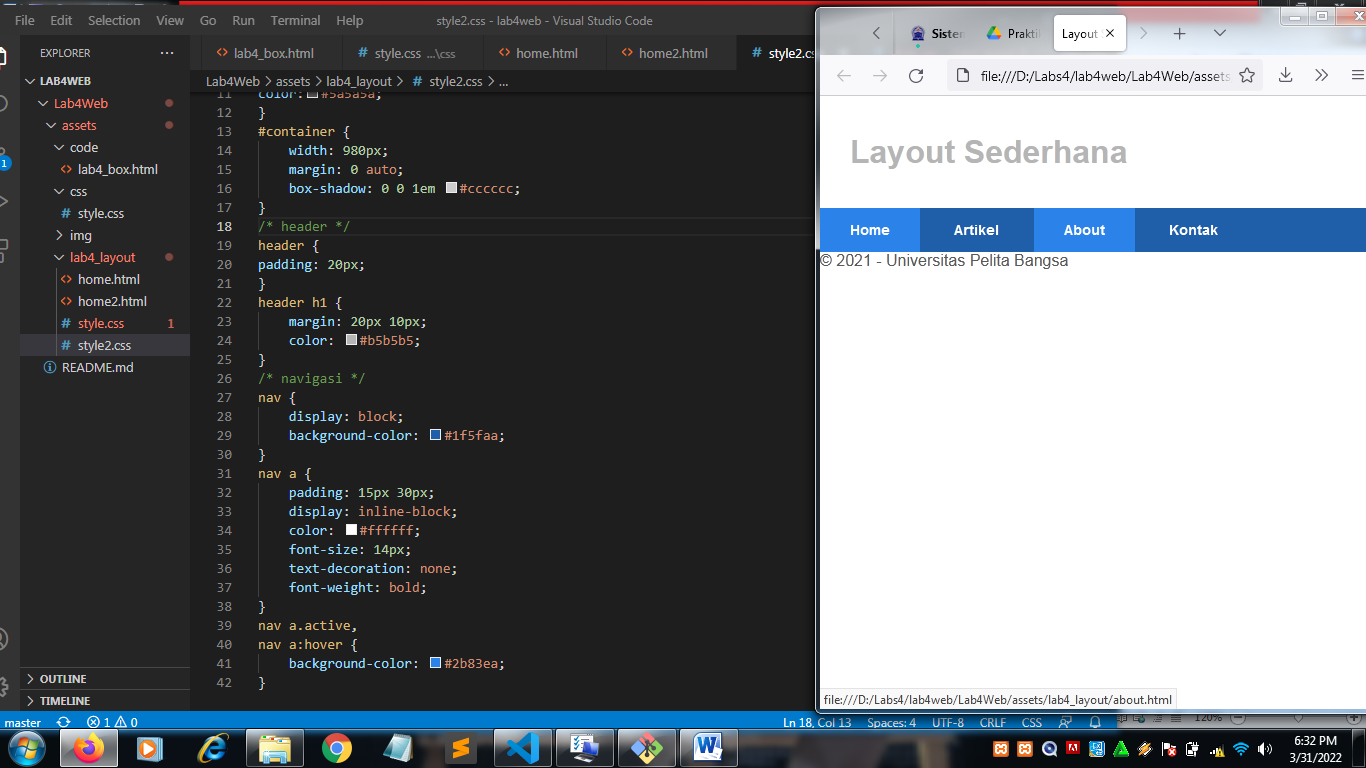 File Edit Selection View Go Run Terminal Help
style2.css - lab4web - Visual Studio Code
EXPLORER
LAB4WEB
Lab4Web
assets
code
lab4_box.html
css
style.css
img
lab4_layout
home.html
home2.html
style.css 1
style2.css
README.md
OUTLINE
TIMELINE
lab4_box.html
style.css ...\css
home.html
home2.html
style2.cs
Lab4Web > assets > lab4_layout > style2.css > ...
11 color: #5a5a5a;
12 }
13 #container {
14 width: 980px;
15 margin: 0 auto;
16 box-shadow: 0 0 1em #cccccc;
17 }
18 /* header */
19 header {
20 padding: 20px;
21 }
22 header h1 {
23 margin: 20px 10px;
24 color: #b5b5b5;
25 }
26 /* navigasi */
27 nav {
28 display: block;
29 background-color: #1f5faa;
30 }
31 nav a {
32 padding: 15px 30px;
33 display: inline-block;
34 color: #ffffff;
35 font-size: 14px;
36 text-decoration: none;
37 font-weight: bold;
38 }
39 nav a.active,
40 nav a:hover {
41 background-color: #2b83ea;
42 }
1
master
1 0
Ln 18, Col 13
Spaces: 4
UTF-8
CRLF
CSS
Sistem
Prakti
Layout S
file:///D:/Labs4/lab4web/Lab4Web/assets
Layout Sederhana
Home Artikel About Kontak
© 2021 - Universitas Pelita Bangsa
file:///D:/Labs4/lab4web/Lab4Web/assets/lab4_layout/about.html
120%
6:32 PM
3/31/2022